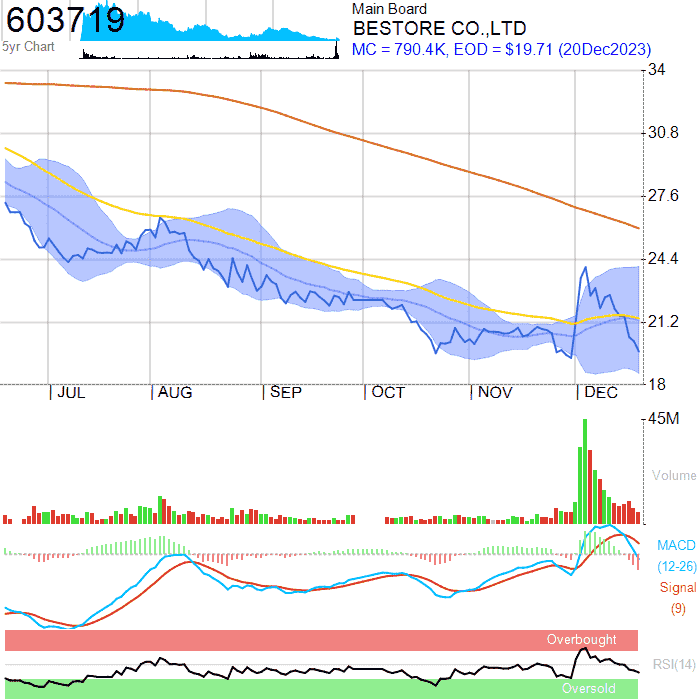 603719
5yr Chart
Main Board
BESTORE CO.,LTD
MC = 790.4K, EOD = $19.71 (20Dec2023)
34
30.8
27.6
24.4
21.2
18
JUL AUG SEP OCT NOV DEC
45M
Volume
MACD
(12-26)
Signal
(9)
Overbought
RSI(14)
Oversold